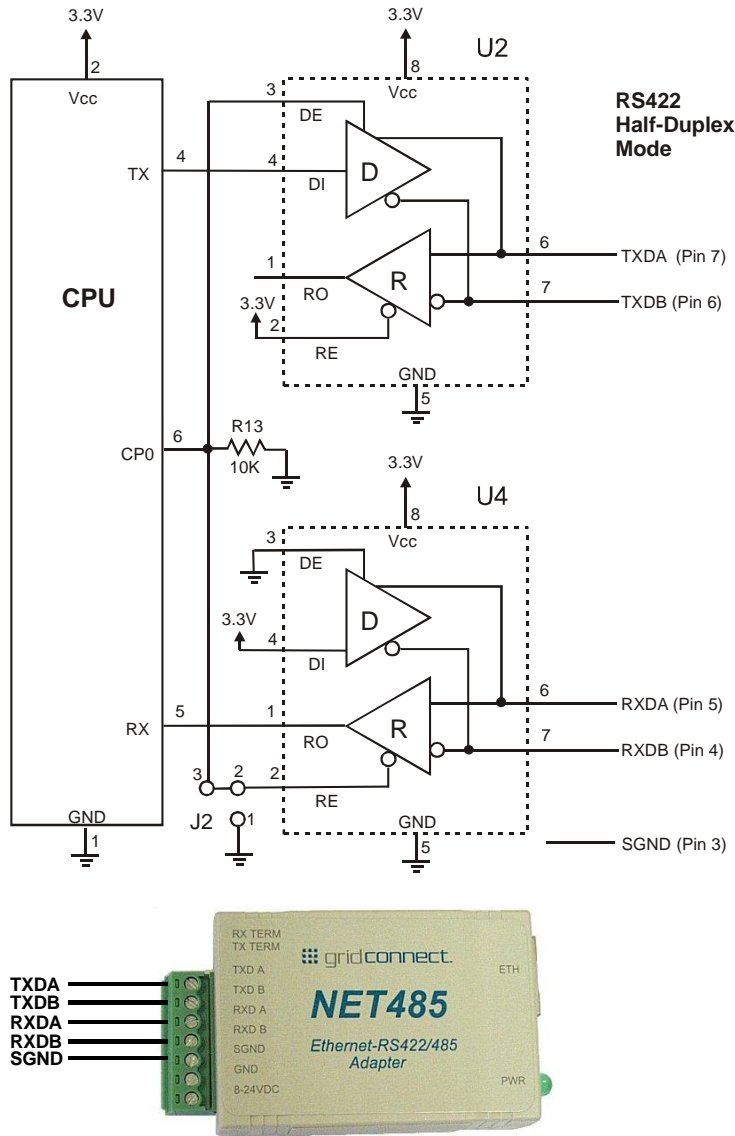 3.3V
3.3V
U2
2
8
Vcc
3
Vcc
DE
RS422
Half-Duplex
Mode
4
4
D
TX
DI
6
TXDA (Pin 7)
1
R
CPU
RO
7
3.3V
TXDB (Pin 6)
2
RE
GND
5
R13
6
CP0
10K
3.3V
U4
8
3
Vcc
DE
3.3V
D
4
DI
6
RXDA (Pin 5)
5
1
R
RX
RO
7
RXDB (Pin 4)
3
2
2
RE
J2
1
GND
GND
1
5
SGND (Pin 3)
RX TERM
TX TERM
gridconnect.
TXD A
ETH
TXDA
TXD B
TXDB
NET485
RXD A
RXDA
RXD B
RXDB
Ethernet-RS422/485
SGND
SGND
Adapter
GND
PWR
8-24VDC